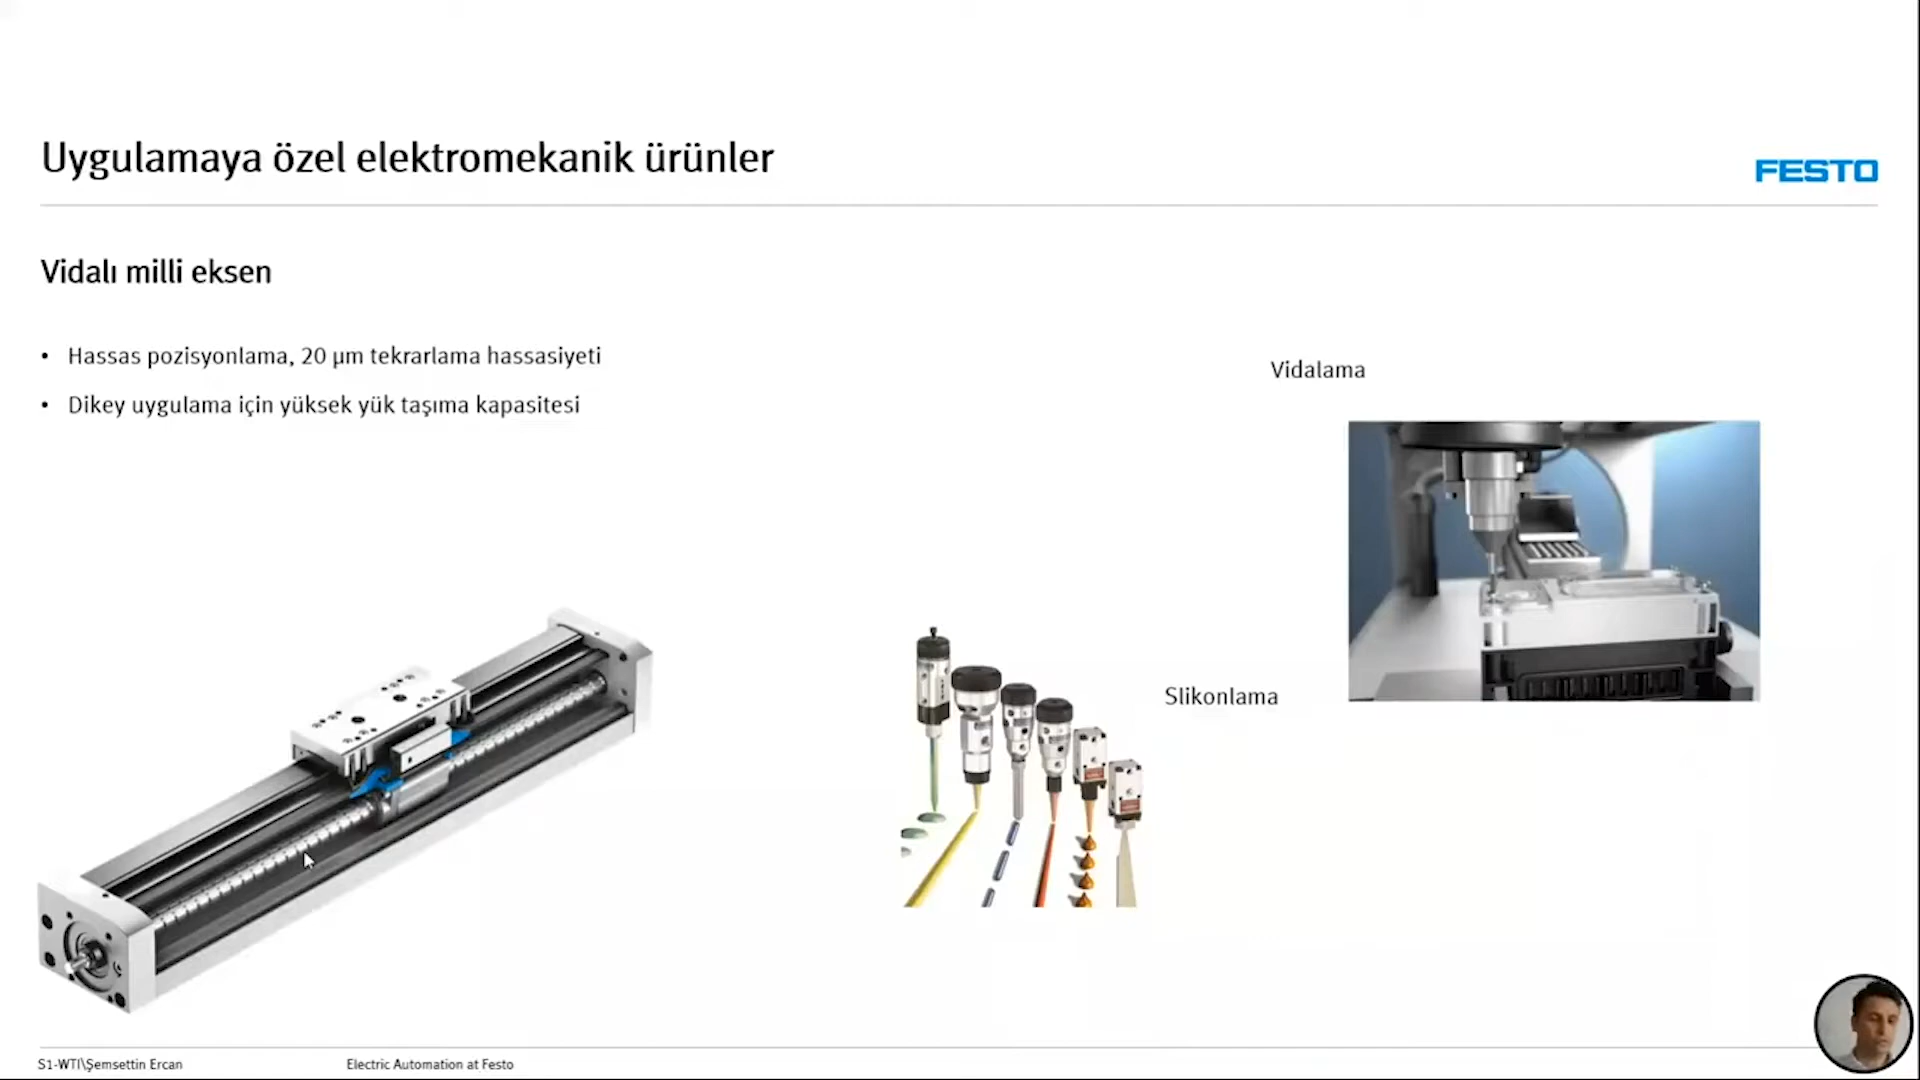 Uygulamaya özel elektromekanik ürünler
FESTO
Vidalı milli eksen
• Hassas pozisyonlama, 20 µm tekrarlama hassasiyeti
• Dikey uygulama için yüksek yük taşıma kapasitesi
Vidalama
Slikonlama
S1-WTI\Şemsettin Ercan
Electric Automation at Festo